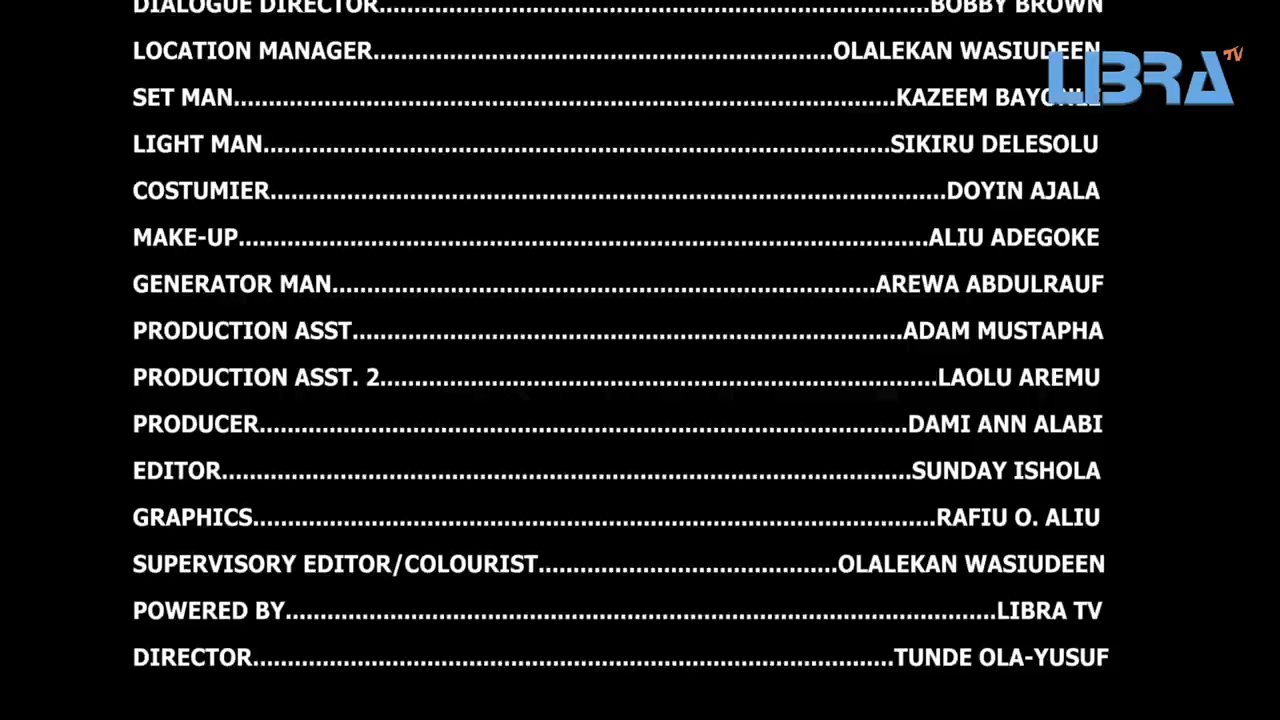 DIALOGUE DIRECTOR...............................................................................BOBBY BROWN
LOCATION MANAGER..................................................................OLALEKAN WASIUDEEN
LIBRA TV
SET MAN...............................................................................................KAZEEM
LIGHT MAN..........................................................................................SIKIRU DELESOLU
COSTUMIER.................................................................................................DOYIN AJALA
MAKE-UP...................................................................................................ALIU ADEGOKE
GENERATOR MAN..............................................................................AREWA ABDULRAUF
PRODUCTION ASST...............................................................................ADAM MUSTAPHA
PRODUCTION ASST. 2................................................................................LAOLU AREMU
PRODUCER.............................................................................................DAMI ANN ALABI
EDITOR...................................................................................................SUNDAY ISHOLA
GRAPHICS..................................................................................................RAFIU O. ALIU
SUPERVISORY EDITOR/COLOURIST...........................................OLALEKAN WASIUDEEN
POWERED BY......................................................................................................LIBRA TV
DIRECTOR............................................................................................TUNDE OLA-YUSUF